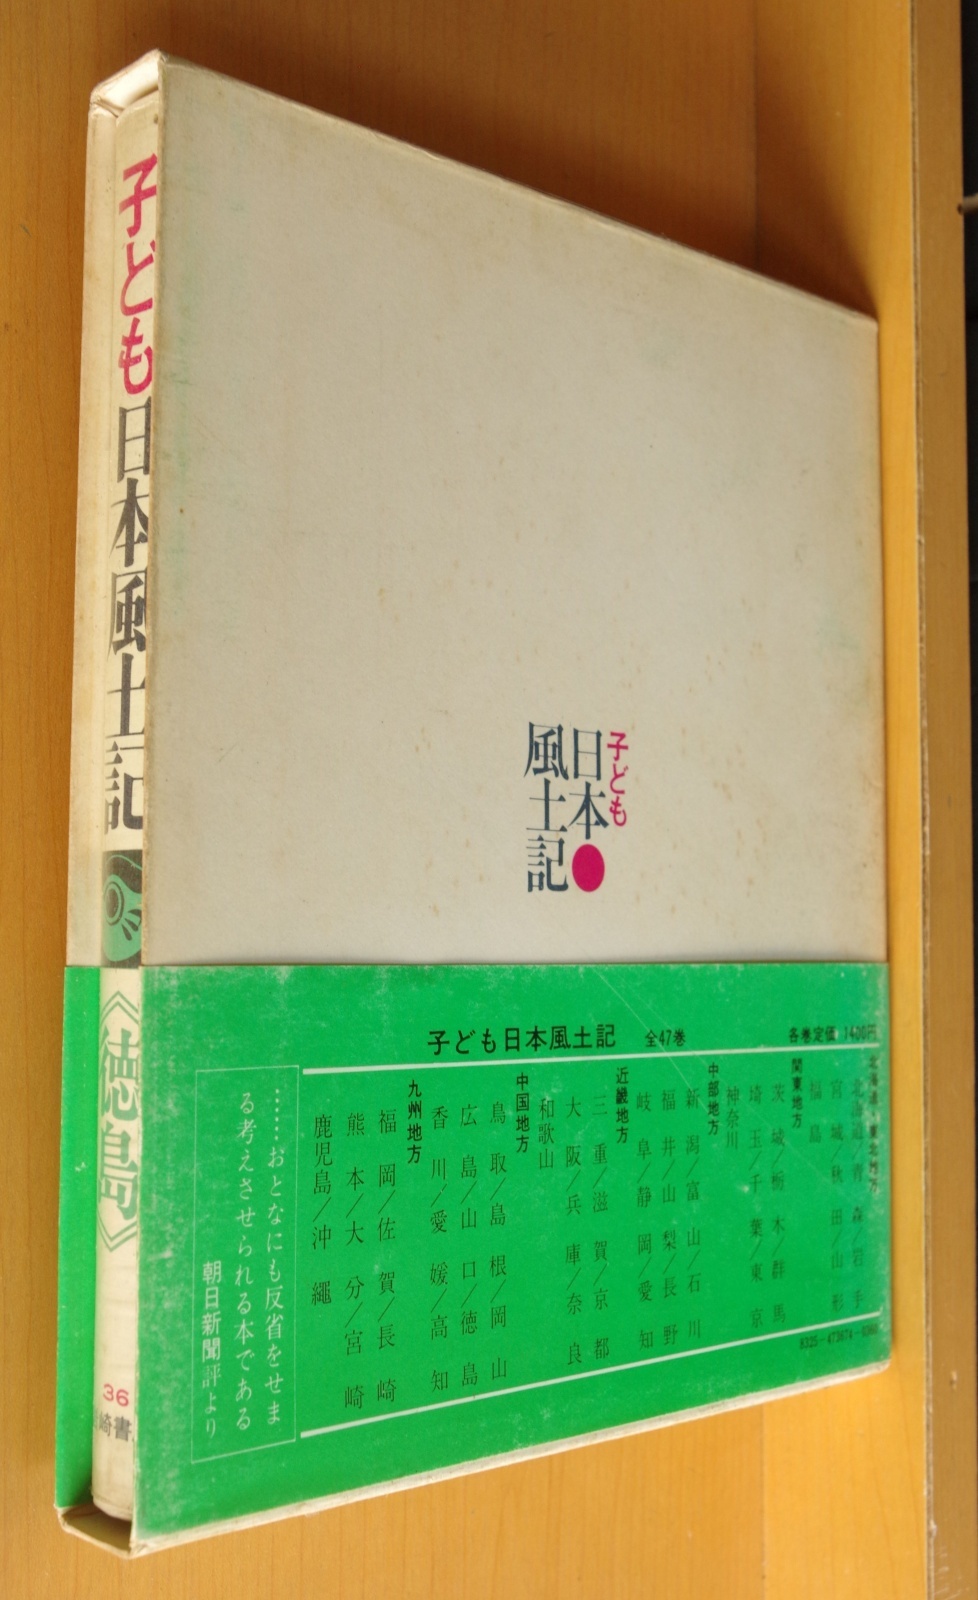 子ども日本風土記
《徳島》
36
崎書
子ども
日本
風土記
子ども日本風土記 全47巻 各巻定価 1400円
北海道・東北地方
北海道/青森/岩手
宮城/秋田/山形
福島
関東地方
茨城/栃木/群馬
埼玉/千葉/東京
神奈川
中部地方
新潟/富山/石川
福井/山梨/長野
岐阜/静岡/愛知
近畿地方
三重/滋賀/京都
大阪/兵庫/奈良
和歌山
中国地方
鳥取/島根/岡山
広島/山口/徳島
香川/愛媛/高知
九州地方
福岡/佐賀/長崎
熊本/大分/宮崎
鹿児島/沖縄
……おとなにも反省をせま
る考えさせられる本である
朝日新聞評より